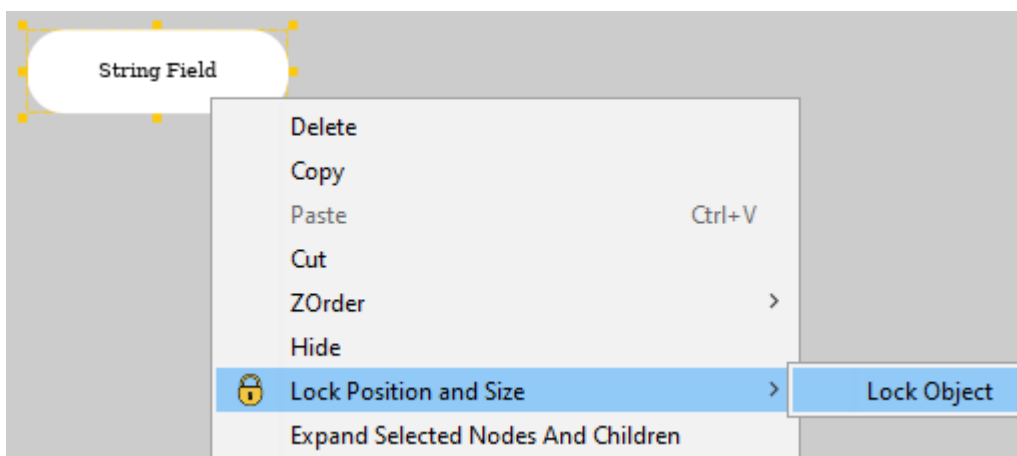 String Field
Delete
Copy
Paste Ctrl+V
Cut
ZOrder
Hide
Lock Position and Size
Lock Object
Expand Selected Nodes And Children